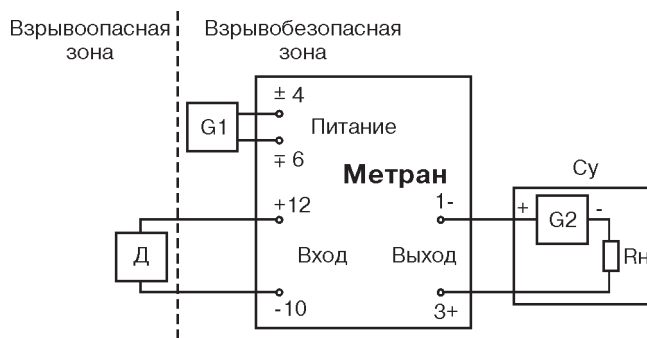 Взрывоопасная
зона
Взрывобезопасная
зона
± 4
G1
Питание
∓ 6
Метран
+12
1-
Су
+
G2
-
Д
Вход
Выход
Rн
-10
3+